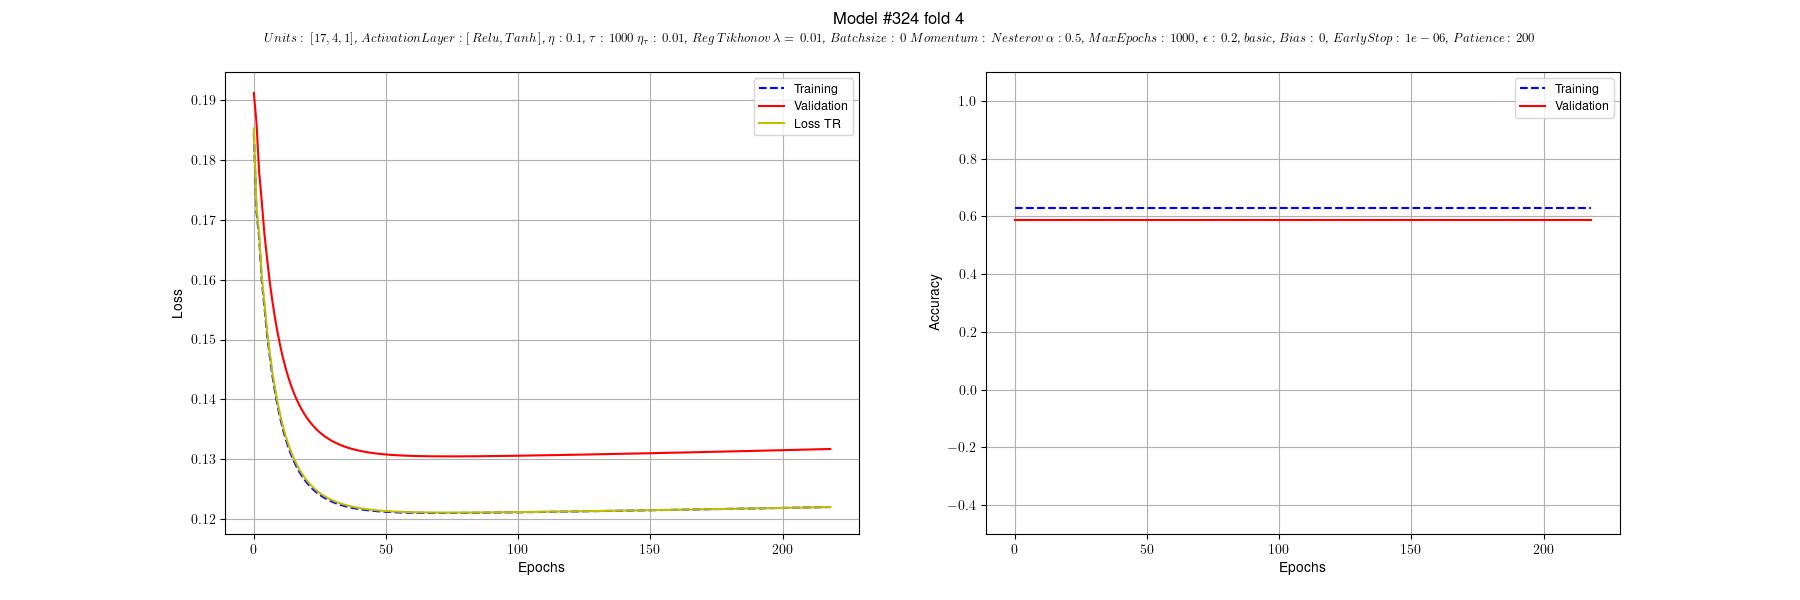 Model #324 fold 4
Units : [17, 4, 1], ActivationLayer : [ Relu, Tanh ], η : 0.1, τ : 1000 ητ : 0.01, Reg Tikhonov λ = 0.01, Batchsize : 0 Momentum : Nesterov α : 0.5, MaxEpochs : 1000, ϵ : 0.2, basic, Bias : 0, EarlyStop : 1e − 06, Patience : 200
Training
Validation
Loss TR
0.19
0.18
0.17
0.16
0.15
0.14
0.13
0.12
Loss
0
50
100
150
200
Epochs
Training
Validation
1.0
0.8
0.6
0.4
0.2
0.0
−0.2
−0.4
Accuracy
0
50
100
150
200
Epochs